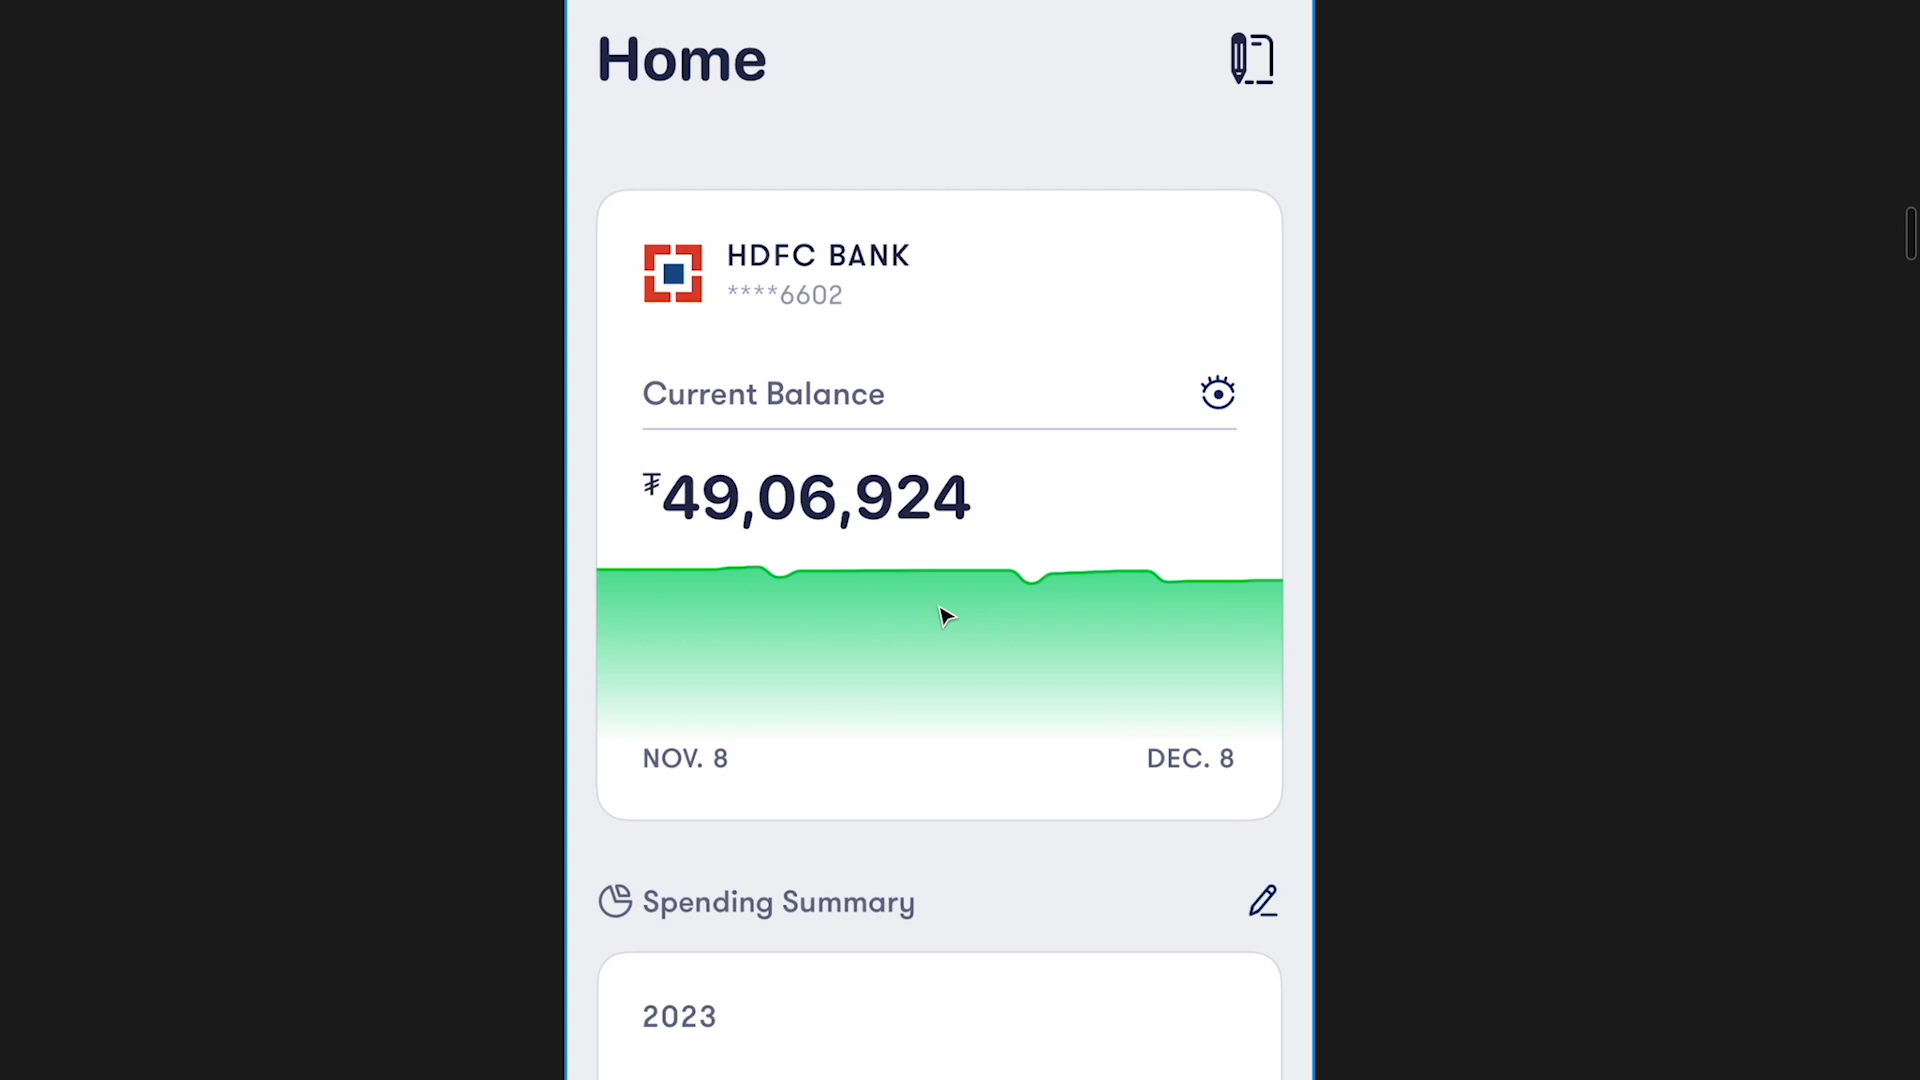 Home
HDFC BANK
****6602
Current Balance
₮49,06,924
NOV. 8
DEC. 8
Spending Summary
2023